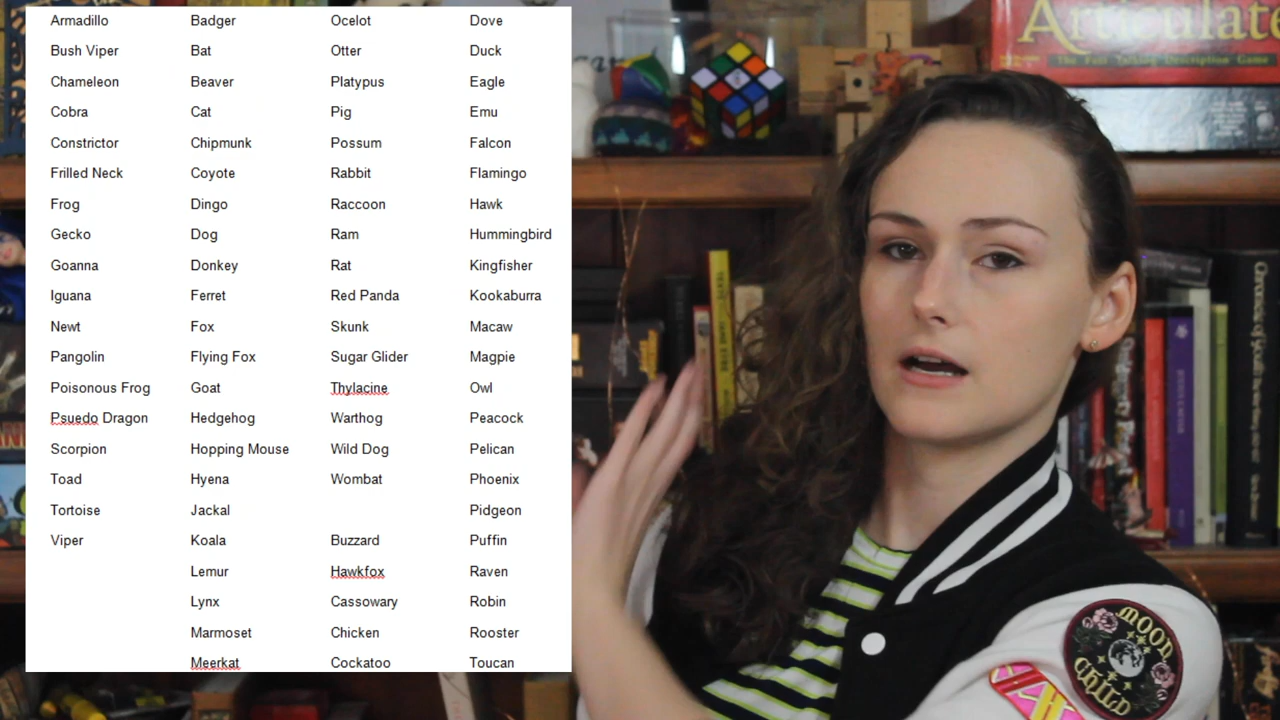 Armadillo
Bush Viper
Chameleon
Cobra
Constrictor
Frilled Neck
Frog
Gecko
Goanna
Iguana
Newt
Pangolin
Poisonous Frog
Psuedo Dragon
Scorpion
Toad
Tortoise
Viper
Badger
Bat
Beaver
Cat
Chipmunk
Coyote
Dingo
Dog
Donkey
Ferret
Fox
Flying Fox
Goat
Hedgehog
Hopping Mouse
Hyena
Jackal
Koala
Lemur
Lynx
Marmoset
Meerkat
Ocelot
Otter
Platypus
Pig
Possum
Rabbit
Raccoon
Ram
Rat
Red Panda
Skunk
Sugar Glider
Thylacine
Warthog
Wild Dog
Wombat
Buzzard
Hawkfox
Cassowary
Chicken
Cockatoo
Dove
Duck
Eagle
Emu
Falcon
Flamingo
Hawk
Hummingbird
Kingfisher
Kookaburra
Macaw
Magpie
Owl
Peacock
Pelican
Phoenix
Pidgeon
Puffin
Raven
Robin
Rooster
Toucan
Articulate
The Fast Talking Description Game
MOON
CHILD